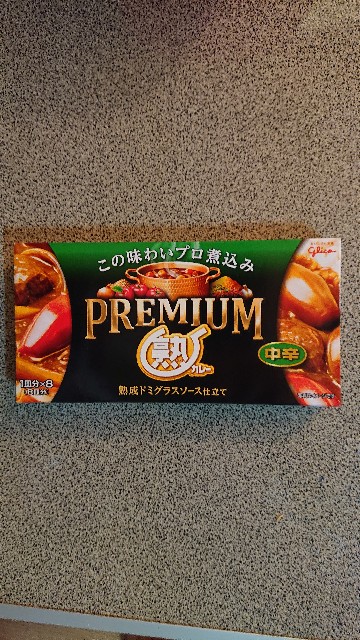 glico
この味わいプロ煮込み
PREMIUM
熟
カレー
中辛
熟成ドミグラスソース仕立て
1皿分×8